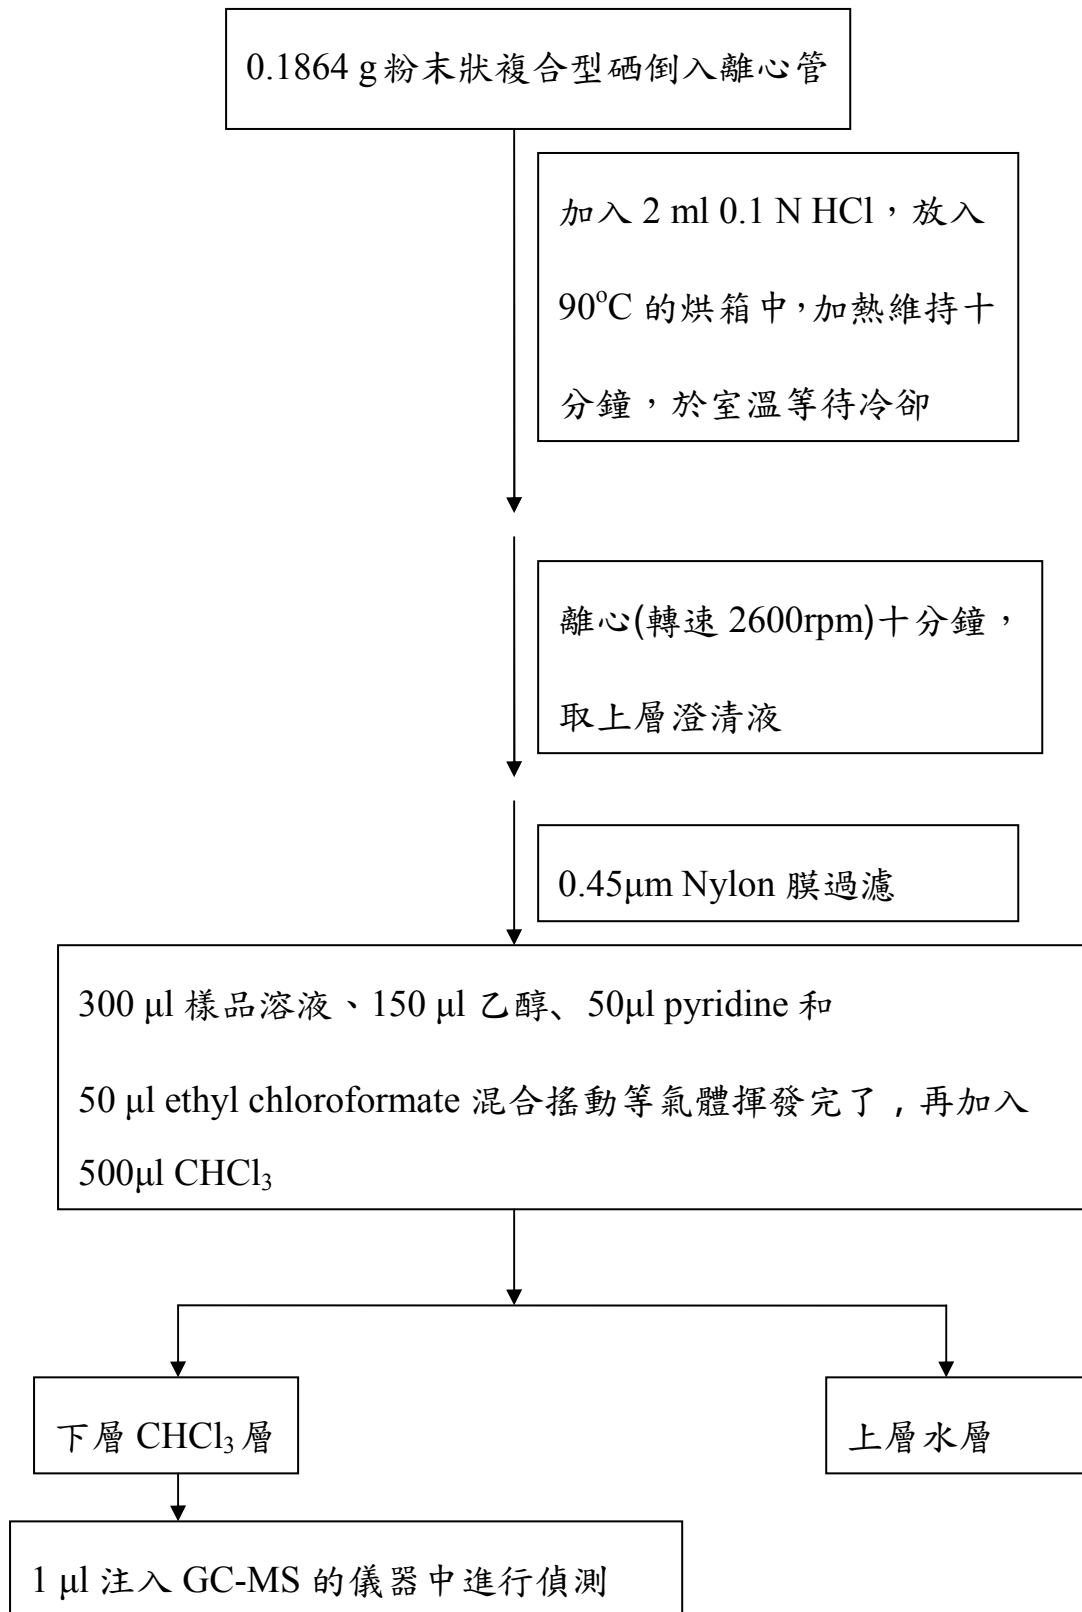 0.1864 g 粉末狀複合型硒倒入離心管
加入 2 ml 0.1 N HCl，放入
90°C 的烘箱中，加熱維持十
分鐘，於室溫等待冷卻
離心(轉速 2600rpm)十分鐘，
取上層澄清液
0.45μm Nylon 膜過濾
300 μl 樣品溶液、150 μl 乙醇、50μl pyridine 和
50 μl ethyl chloroformate 混合搖動等氣體揮發完了，再加入
500μl CHCl₃
下層 CHCl₃ 層
上層水層
1 μl 注入 GC-MS 的儀器中進行偵測